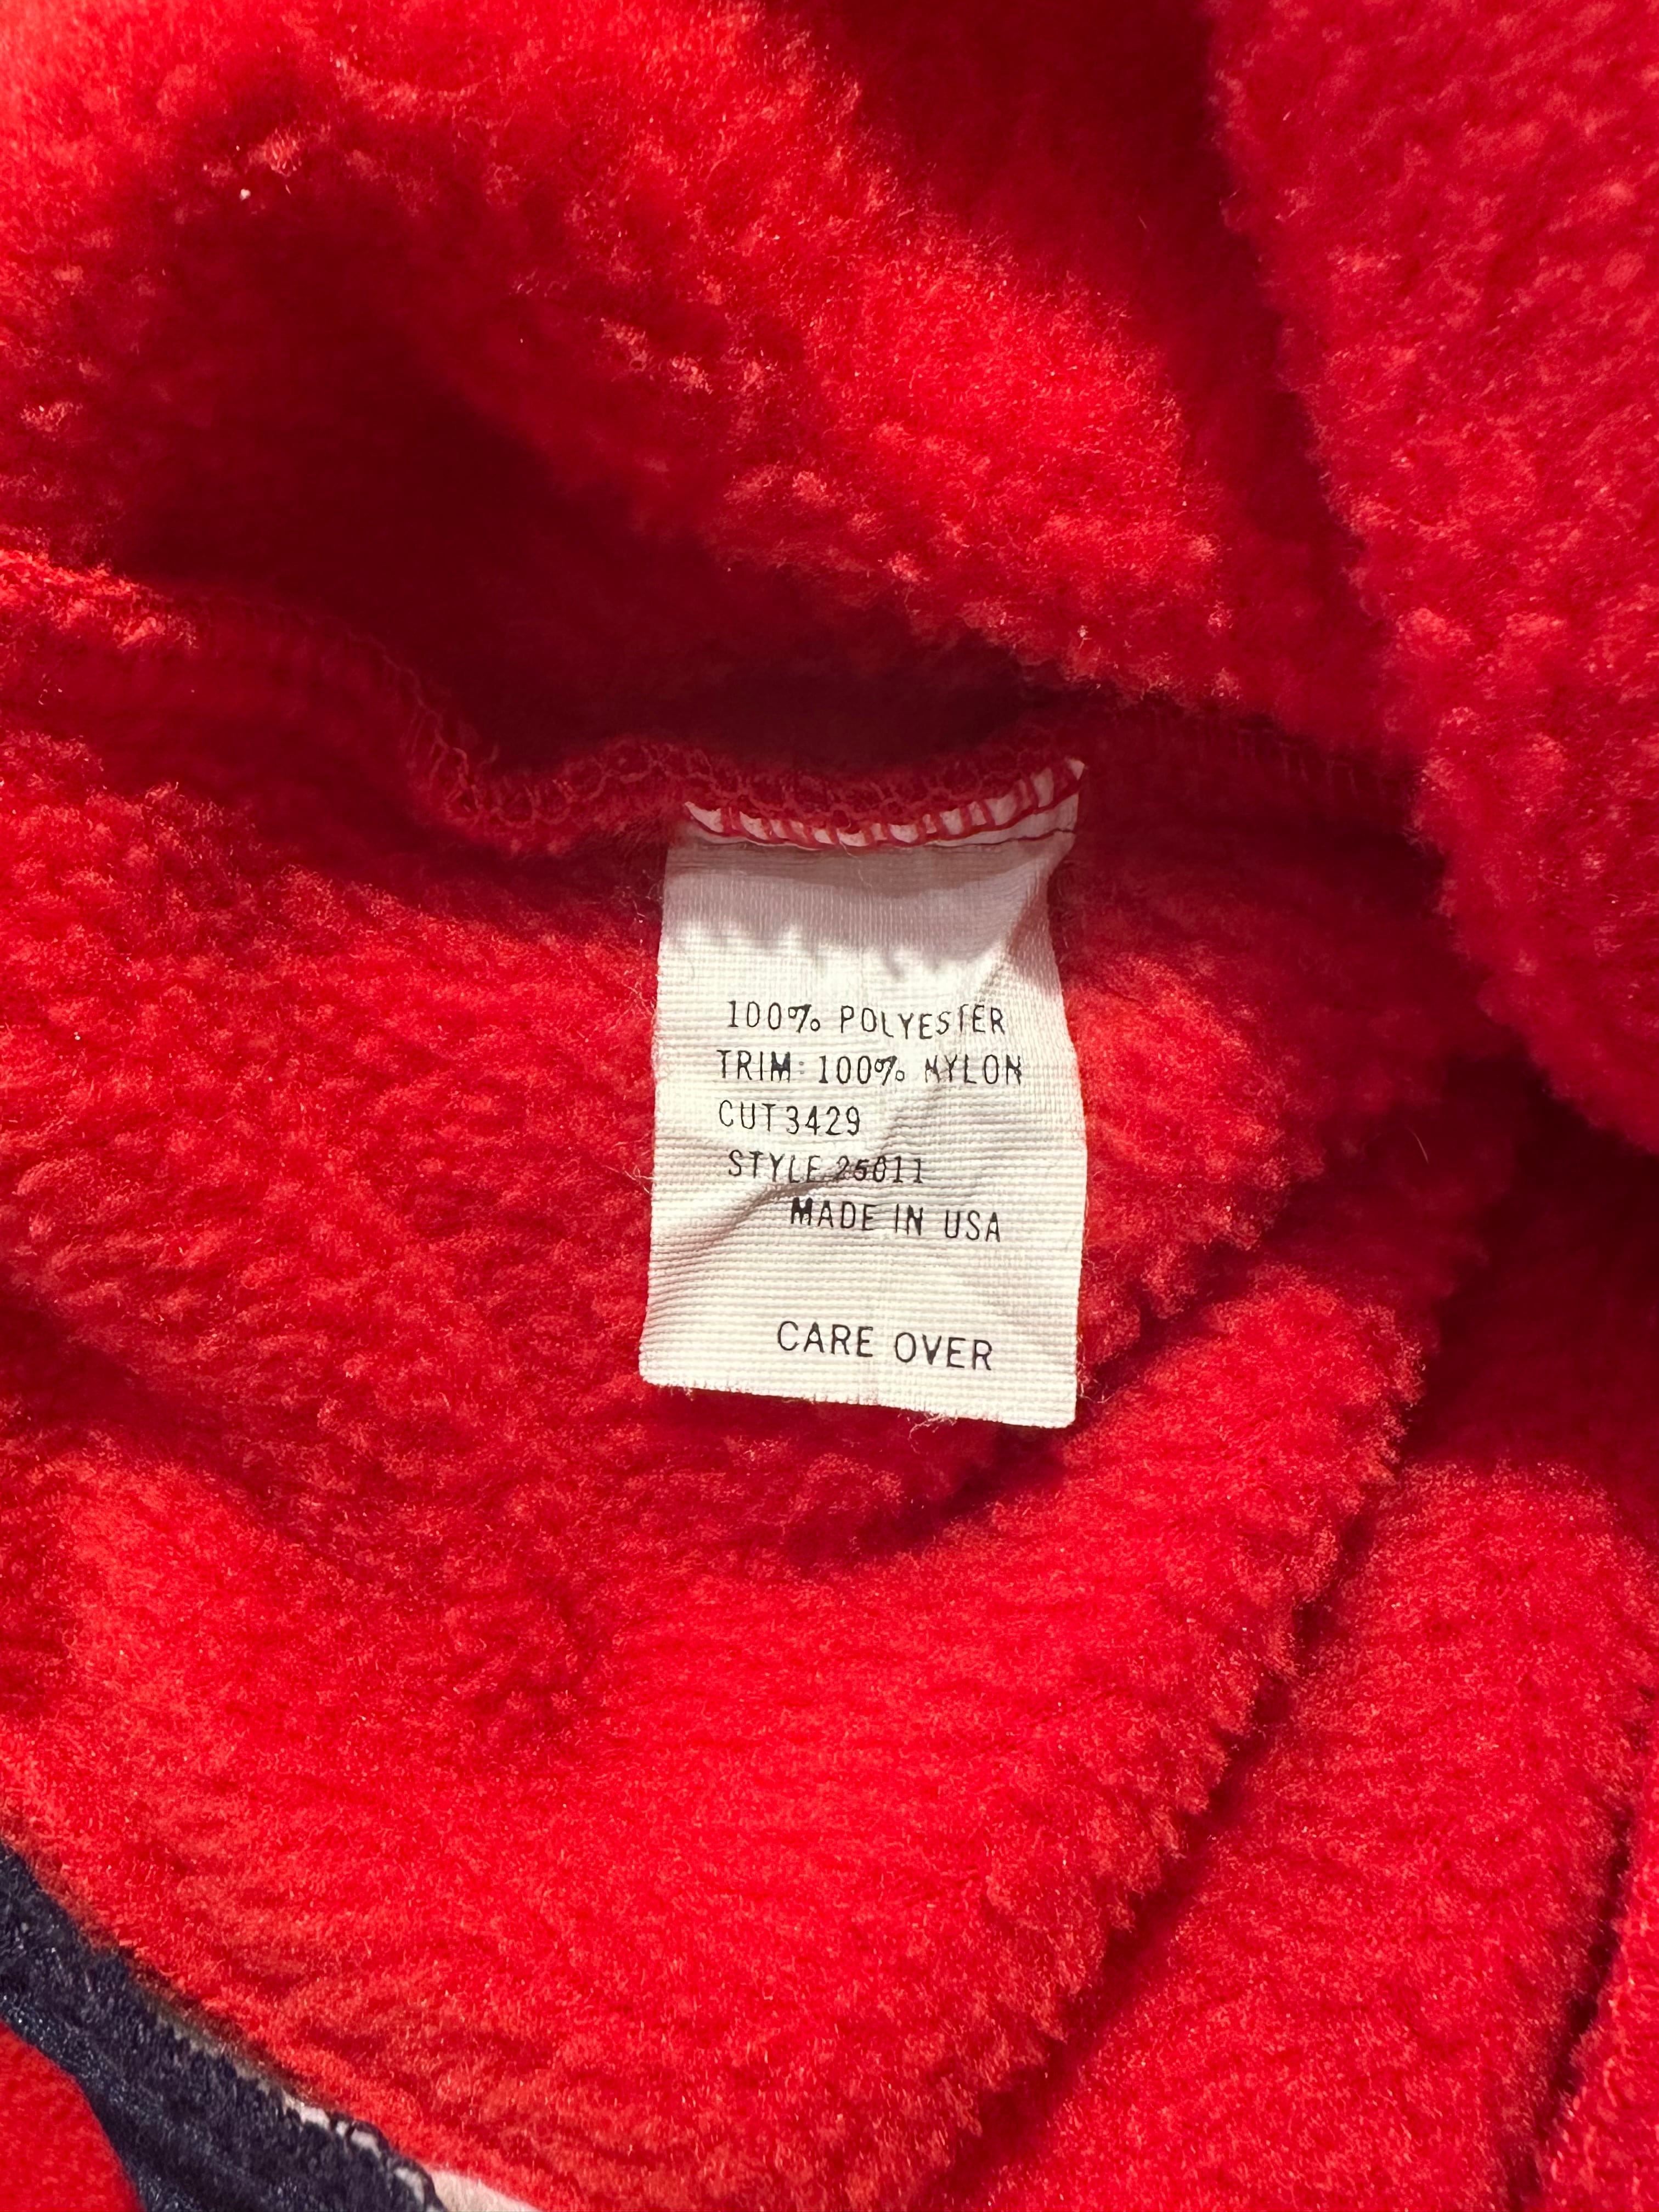 100% POLYESTER
TRIM: 100% NYLON
CUT 3429
STYLE 25011
MADE IN USA
CARE OVER